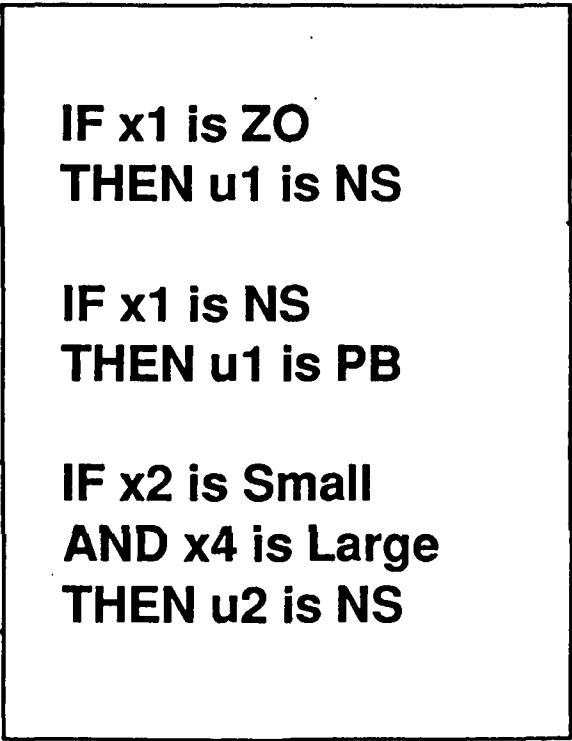 IF x1 is ZO
THEN u1 is NS
IF x1 is NS
THEN u1 is PB
IF x2 is Small
AND x4 is Large
THEN u2 is NS